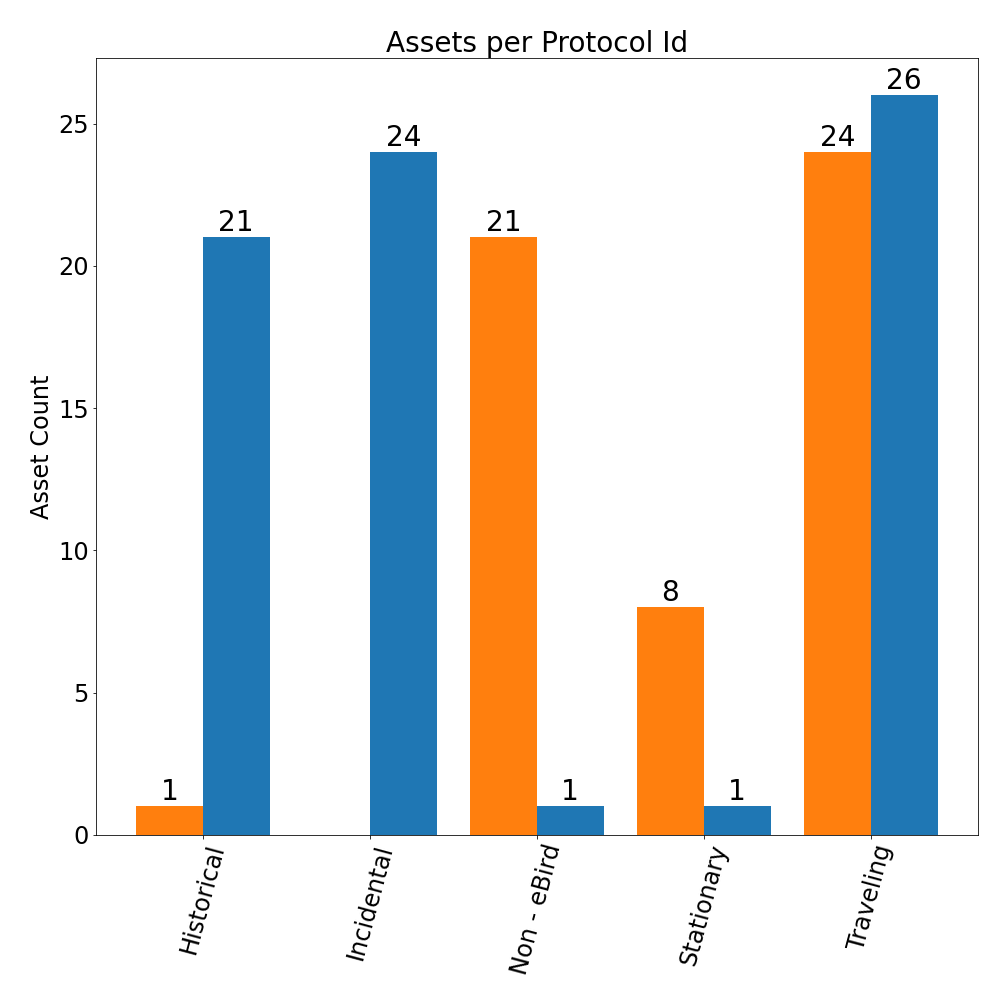 Assets per Protocol Id
Asset Count
25
20
15
10
5
0
1
21
24
21
1
8
1
24
26
Historical
Incidental
Non - eBird
Stationary
Traveling